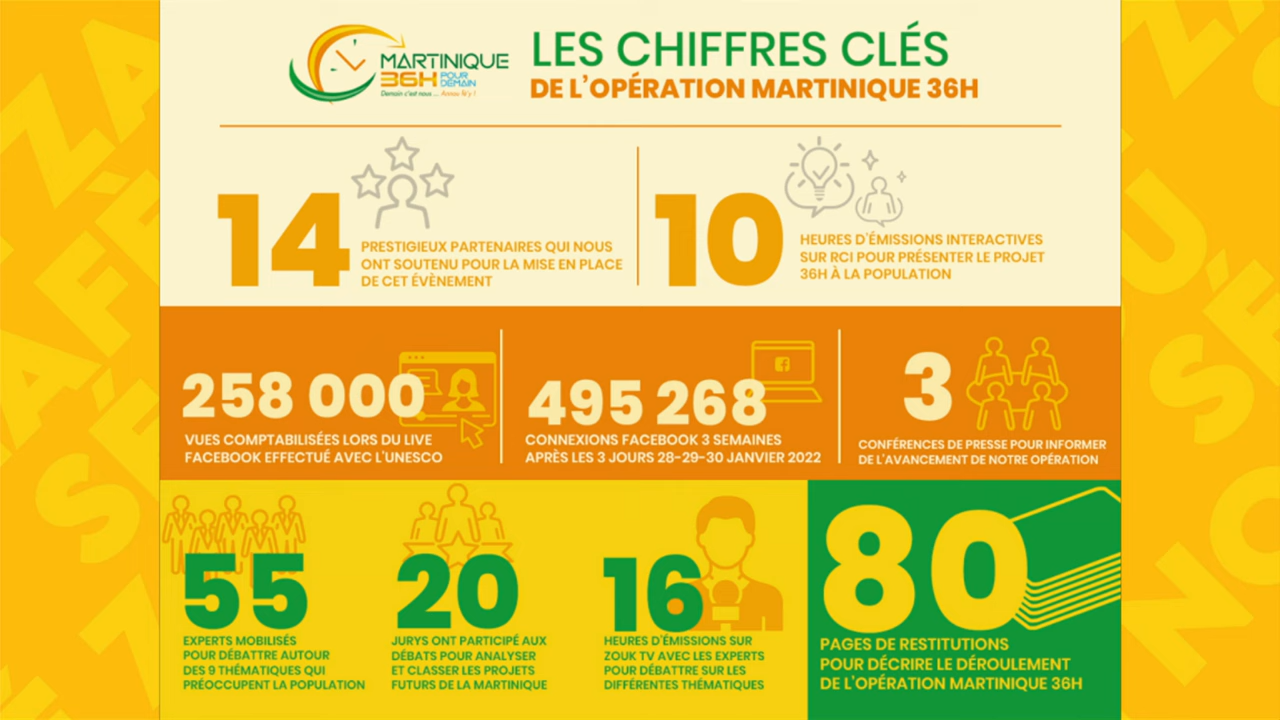 MARTINIQUE
36H POUR DEMAIN
Demain c'est nous ... Annou fè'y !
LES CHIFFRES CLÉS
DE L'OPÉRATION MARTINIQUE 36H
14
PRESTIGIEUX PARTENAIRES QUI NOUS
ONT SOUTENU POUR LA MISE EN PLACE
DE CET ÉVÈNEMENT
10
HEURES D'ÉMISSIONS INTERACTIVES
SUR RCI POUR PRÉSENTER LE PROJET
36H À LA POPULATION
258 000
VUES COMPTABILISÉES LORS DU LIVE
FACEBOOK EFFECTUÉ AVEC L'UNESCO
495 268
CONNEXIONS FACEBOOK 3 SEMAINES
APRÈS LES 3 JOURS 28-29-30 JANVIER 2022
3
CONFÉRENCES DE PRESSE POUR INFORMER
DE L'AVANCEMENT DE NOTRE OPÉRATION
55
EXPERTS MOBILISÉS
POUR DÉBATTRE AUTOUR
DES 9 THÉMATIQUES QUI
PRÉOCCUPENT LA POPULATION
20
JURYS ONT PARTICIPÉ AUX
DÉBATS POUR ANALYSER
ET CLASSER LES PROJETS
FUTURS DE LA MARTINIQUE
16
HEURES D'ÉMISSIONS SUR
ZOUK TV AVEC LES EXPERTS
POUR DÉBATTRE SUR LES
DIFFÉRENTES THÉMATIQUES
80
PAGES DE RESTITUTIONS
POUR DÉCRIRE LE DÉROULEMENT
DE L'OPÉRATION MARTINIQUE 36H